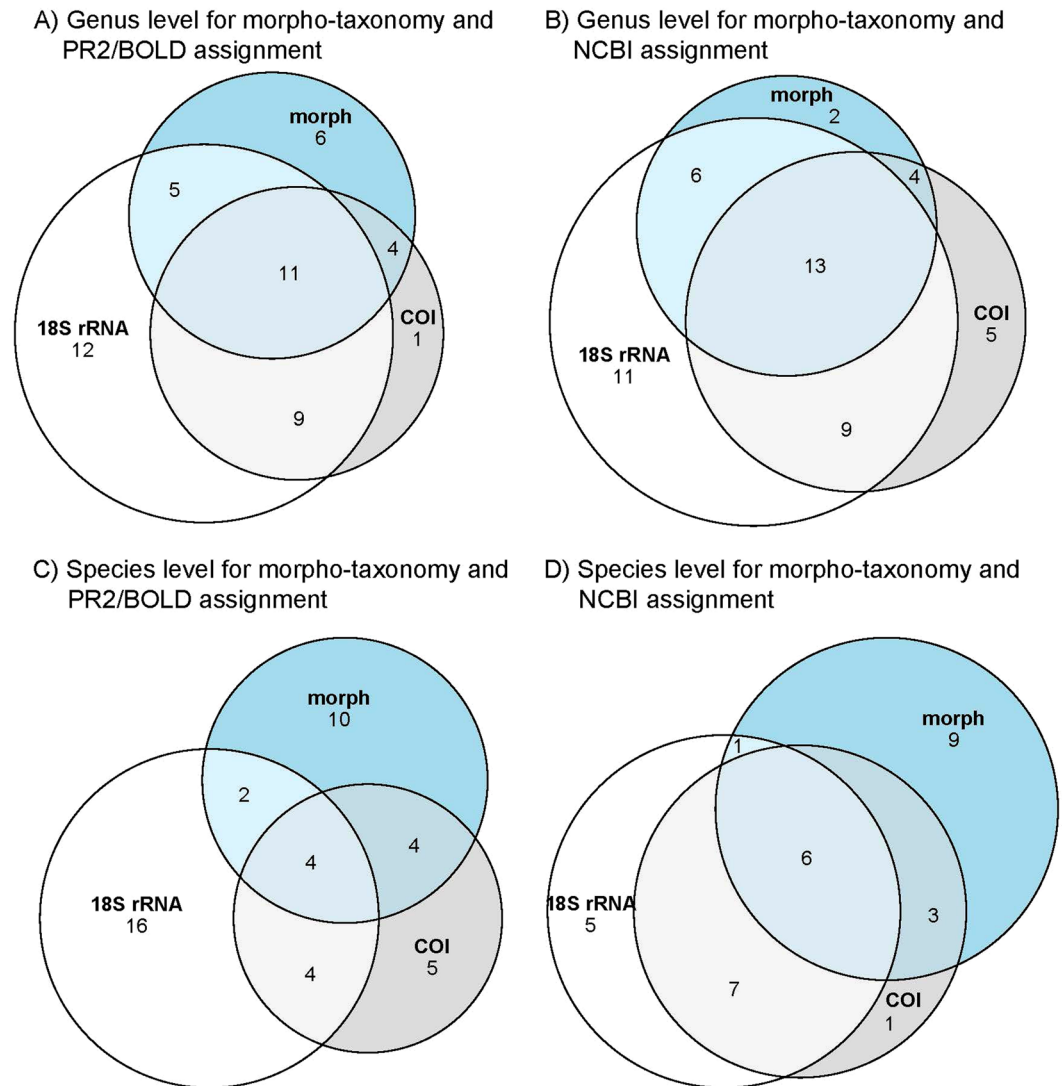 A) Genus level for morpho-taxonomy and
PR2/BOLD assignment
morph
6
5
4
11
18S rRNA
12
COI
1
9
B) Genus level for morpho-taxonomy and
NCBI assignment
morph
2
6
4
13
COI
5
18S rRNA
11
9
C) Species level for morpho-taxonomy and
PR2/BOLD assignment
morph
10
2
4
4
18S rRNA
16
COI
5
4
D) Species level for morpho-taxonomy and
NCBI assignment
morph
9
1
6
18S rRNA
5
3
7
COI
1